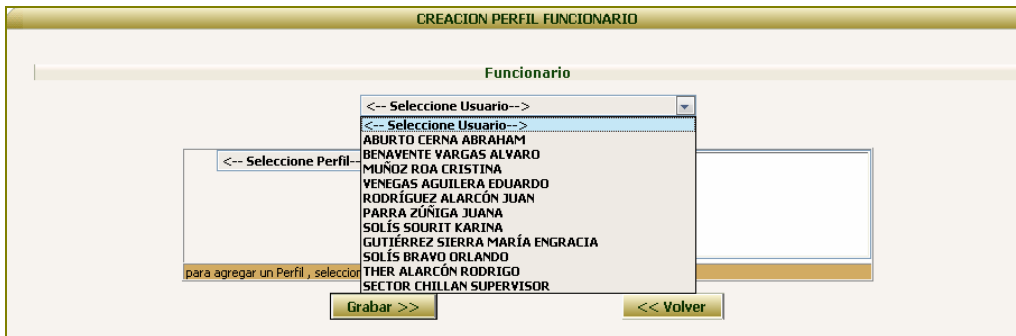 CREACION PERFIL FUNCIONARIO
Funcionario
<-- Seleccione Usuario-->
<-- Seleccione Usuario-->
ABURTO CERNA ABRAHAM
BENAVENTE VARGAS ALVARO
<-- Seleccione Perfil--
MUÑOZ ROA CRISTINA
VENEGAS AGUILERA EDUARDO
RODRÍGUEZ ALARCÓN JUAN
PARRA ZÚÑIGA JUANA
SOLÍS SOURIT KARINA
GUTIÉRREZ SIERRA MARÍA ENGRACIA
SOLÍS BRAVO ORLANDO
THER ALARCÓN RODRIGO
para agregar un Perfil , seleccion
SECTOR CHILLAN SUPERVISOR
Grabar >>
<< Volver